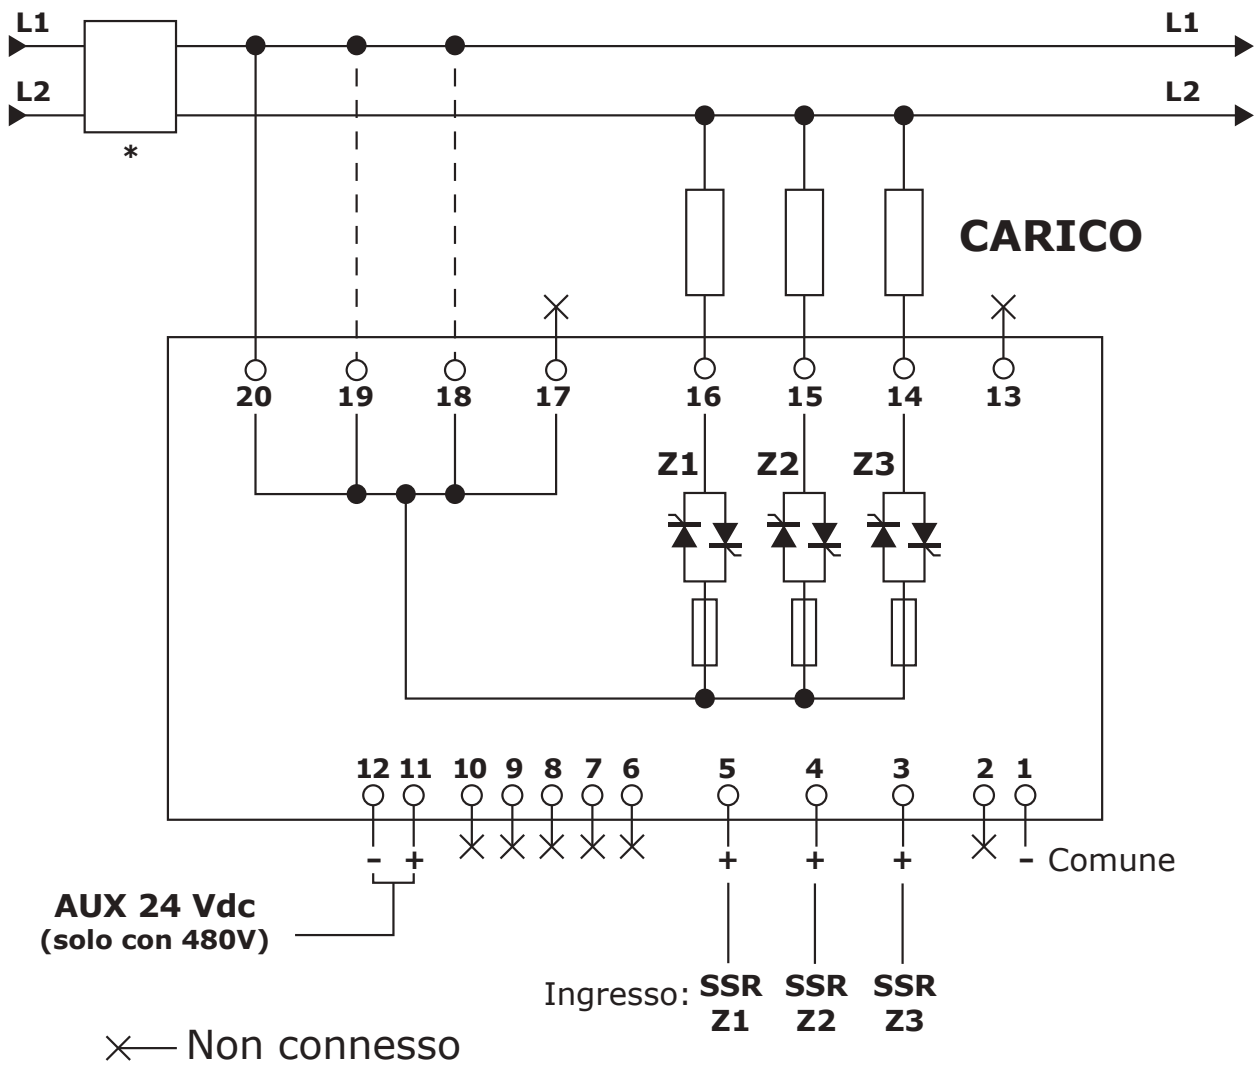 L1 L1
L2 L2
*
CARICO
20 19 18 17 16 15 14 13
Z1 Z2 Z3
12 11 10 9 8 7 6 5 4 3 2 1
- + + + + - Comune
AUX 24 Vdc
(solo con 480V)
Ingresso: SSR SSR SSR
Z1 Z2 Z3
Non connesso